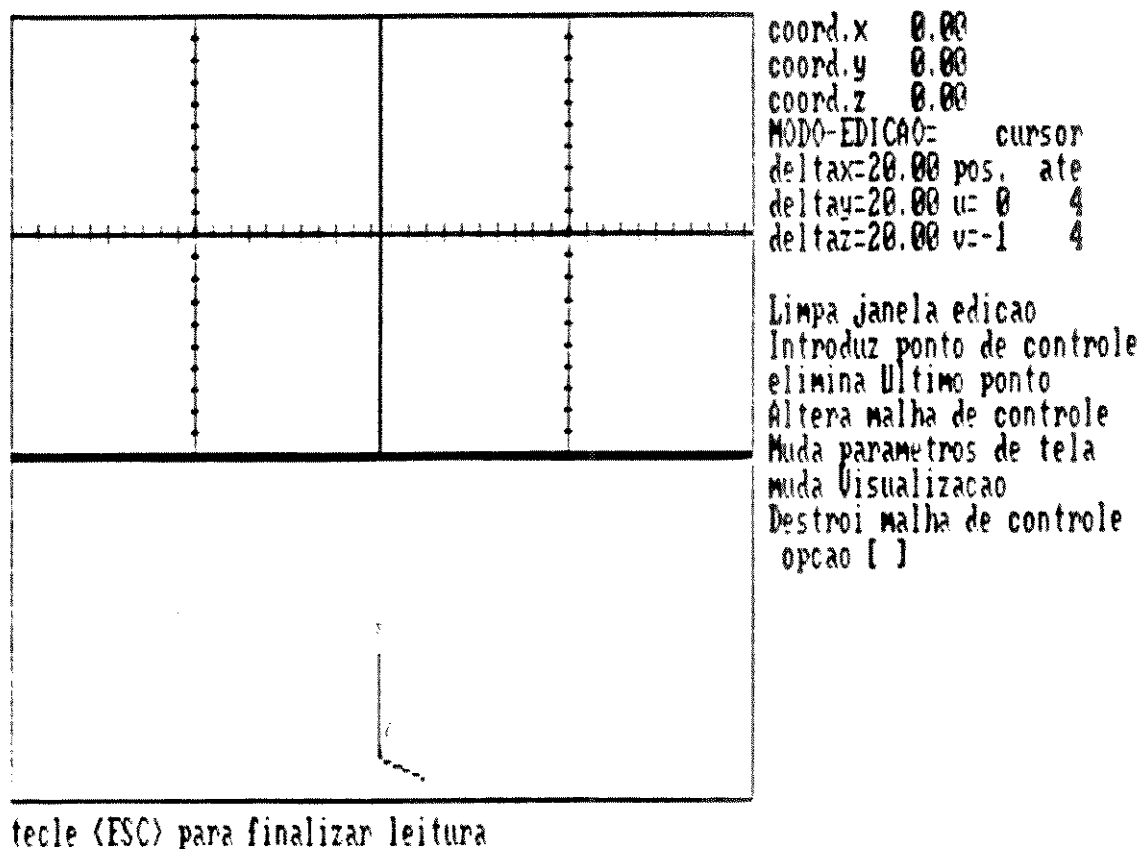 coord.x 0.00
coord.y 0.00
coord.z 0.00
MODO-EDICAO= cursor
deltax=20.00 pos. ate
deltay=20.00 u= 0 4
deltaz=20.00 v=-1 4
Limpa janela edicao
Introduz ponto de controle
elimina Ultimo ponto
Altera malha de controle
Muda parametros de tela
muda Visualizacao
Destroi malha de controle
opcao [ ]
tecle <ESC> para finalizar leitura